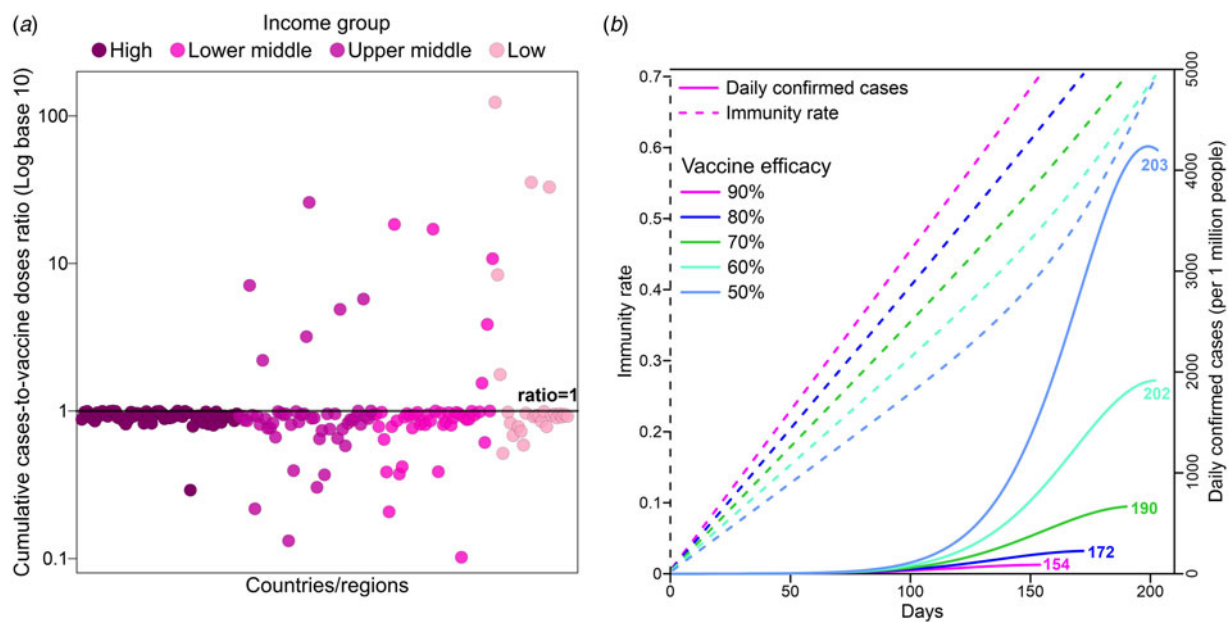 (a)
Income group
High
Lower middle
Upper middle
Low
Cumulative cases-to-vaccine doses ratio (Log base 10)
100
10
1
0.1
ratio=1
Countries/regions
(b)
Immunity rate
0.7
0.6
0.5
0.4
0.3
0.2
0.1
0
Daily confirmed cases
Immunity rate
Vaccine efficacy
90%
80%
70%
60%
50%
203
202
190
172
154
5000
4000
3000
2000
1000
0
Daily confirmed cases (per 1 million people)
0
50
100
150
200
Days